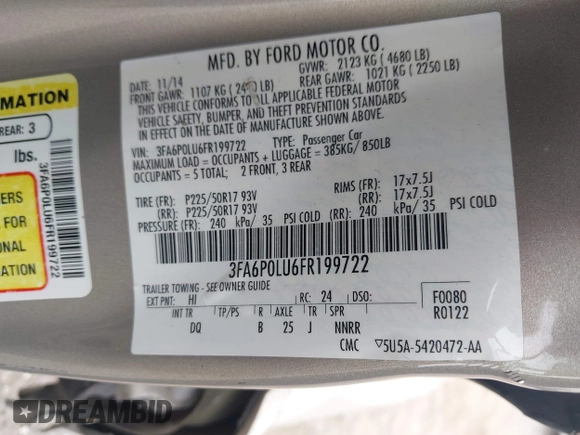 ORMATION
REAR: 3
lbs.
ERS
FOR
ONAL
ATION
3FA6P0LU6FR199722
MFD. BY FORD MOTOR CO.
DATE: 11/14 GVWR: 2123 KG ( 4680 LB)
FRONT GAWR: 1107 KG ( LB) REAR GAWR: 1021 KG ( 2250 LB)
THIS VEHICLE CONFORMS TO ALL APPLICABLE FEDERAL MOTOR
VEHICLE SAFETY, BUMPER, AND THEFT PREVENTION STANDARDS
IN EFFECT ON THE DATE OF MANUFACTURE SHOWN ABOVE.
VIN: 3FA6P0LU6FR199722 TYPE: Passenger Car
MAXIMUM LOAD = OCCUPANTS + LUGGAGE = 385KG/ 850LB
OCCUPANTS = 5 TOTAL; 2 FRONT, 3 REAR
TIRE (FR): P225/50R17 93V RIMS (FR): 17x7.5J
(RR): P225/50R17 93V (RR): 17x7.5J
PRESSURE (FR): 240 kPa/ 35 PSI COLD (RR): 240 kPa/ 35 PSI COLD
3FA6P0LU6FR199722
TRAILER TOWING - SEE OWNER GUIDE
EXT PNT: HI RC: 24 DSO: F0080
INT TR TP/PS R AXLE TR SPR R0122
DQ B 25 J NNRR
CMC ▽5U5A-5420472-AA
DREAMBID